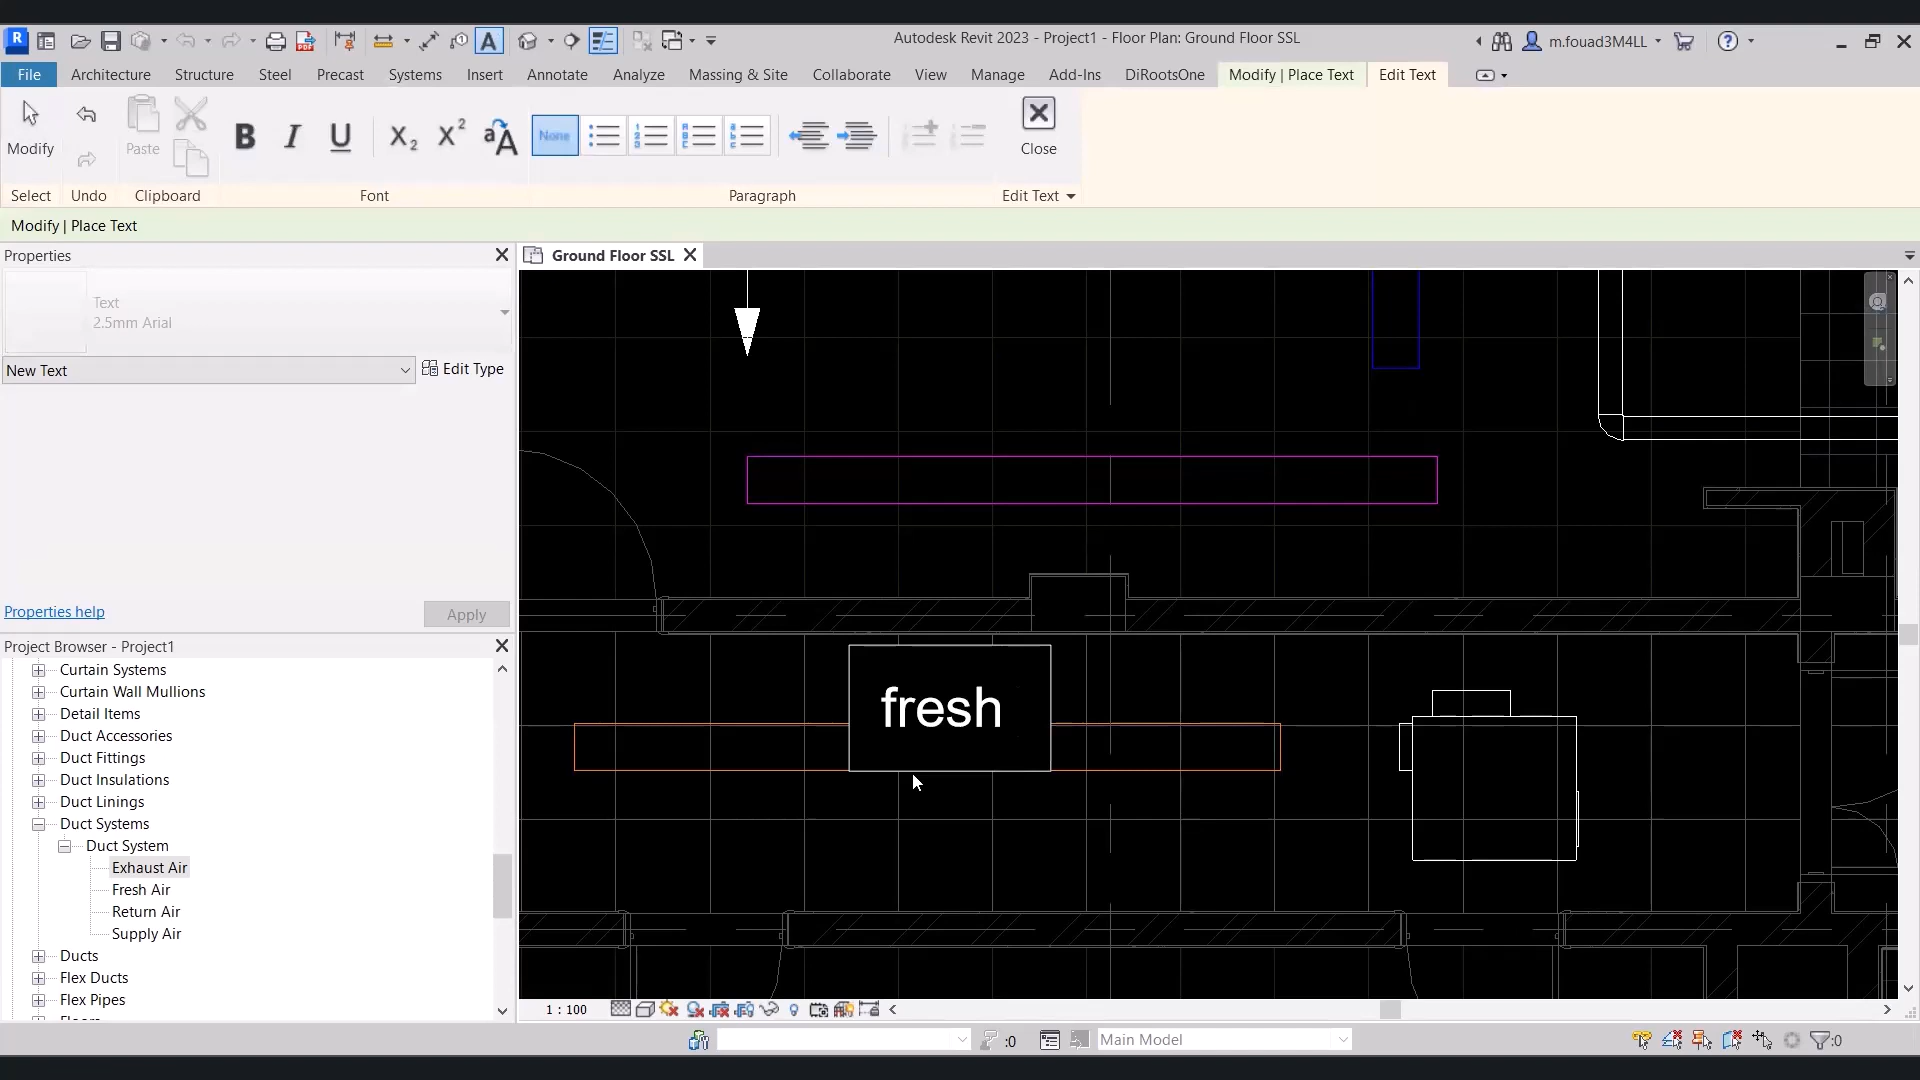 R
A
Autodesk Revit 2023 - Project1 - Floor Plan: Ground Floor SSL
m.fouad3M4LL
?
File Architecture Structure Steel Precast Systems Insert Annotate Analyze Massing & Site Collaborate View Manage Add-Ins DiRootsOne Modify | Place Text Edit Text
Modify
Paste
B I U X2 X2 aA
None
Close
Select Undo Clipboard Font Paragraph Edit Text
Modify | Place Text
Properties
Text
2.5mm Arial
New Text
Edit Type
Properties help
Apply
Project Browser - Project1
Curtain Systems
Curtain Wall Mullions
Detail Items
Duct Accessories
Duct Fittings
Duct Insulations
Duct Linings
Duct Systems
Duct System
Exhaust Air
Fresh Air
Return Air
Supply Air
Ducts
Flex Ducts
Flex Pipes
Ground Floor SSL
fresh
1 : 100
:0
Main Model
:0